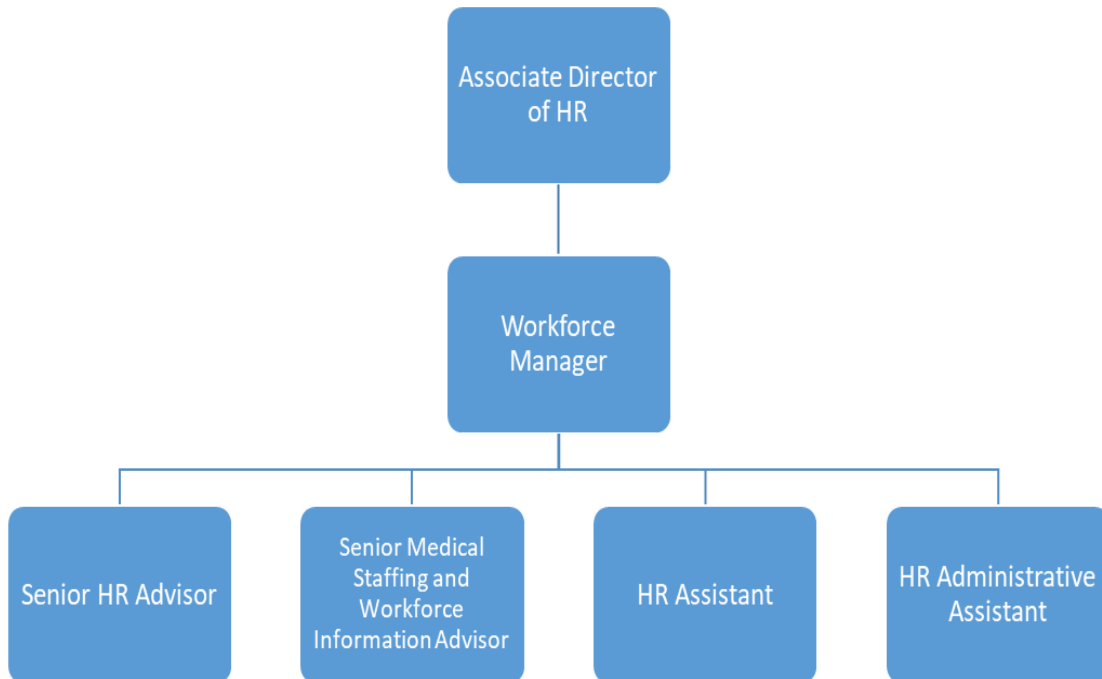 Associate Director
of HR
Workforce
Manager
Senior HR Advisor
Senior Medical
Staffing and
Workforce
Information Advisor
HR Assistant
HR Administrative
Assistant